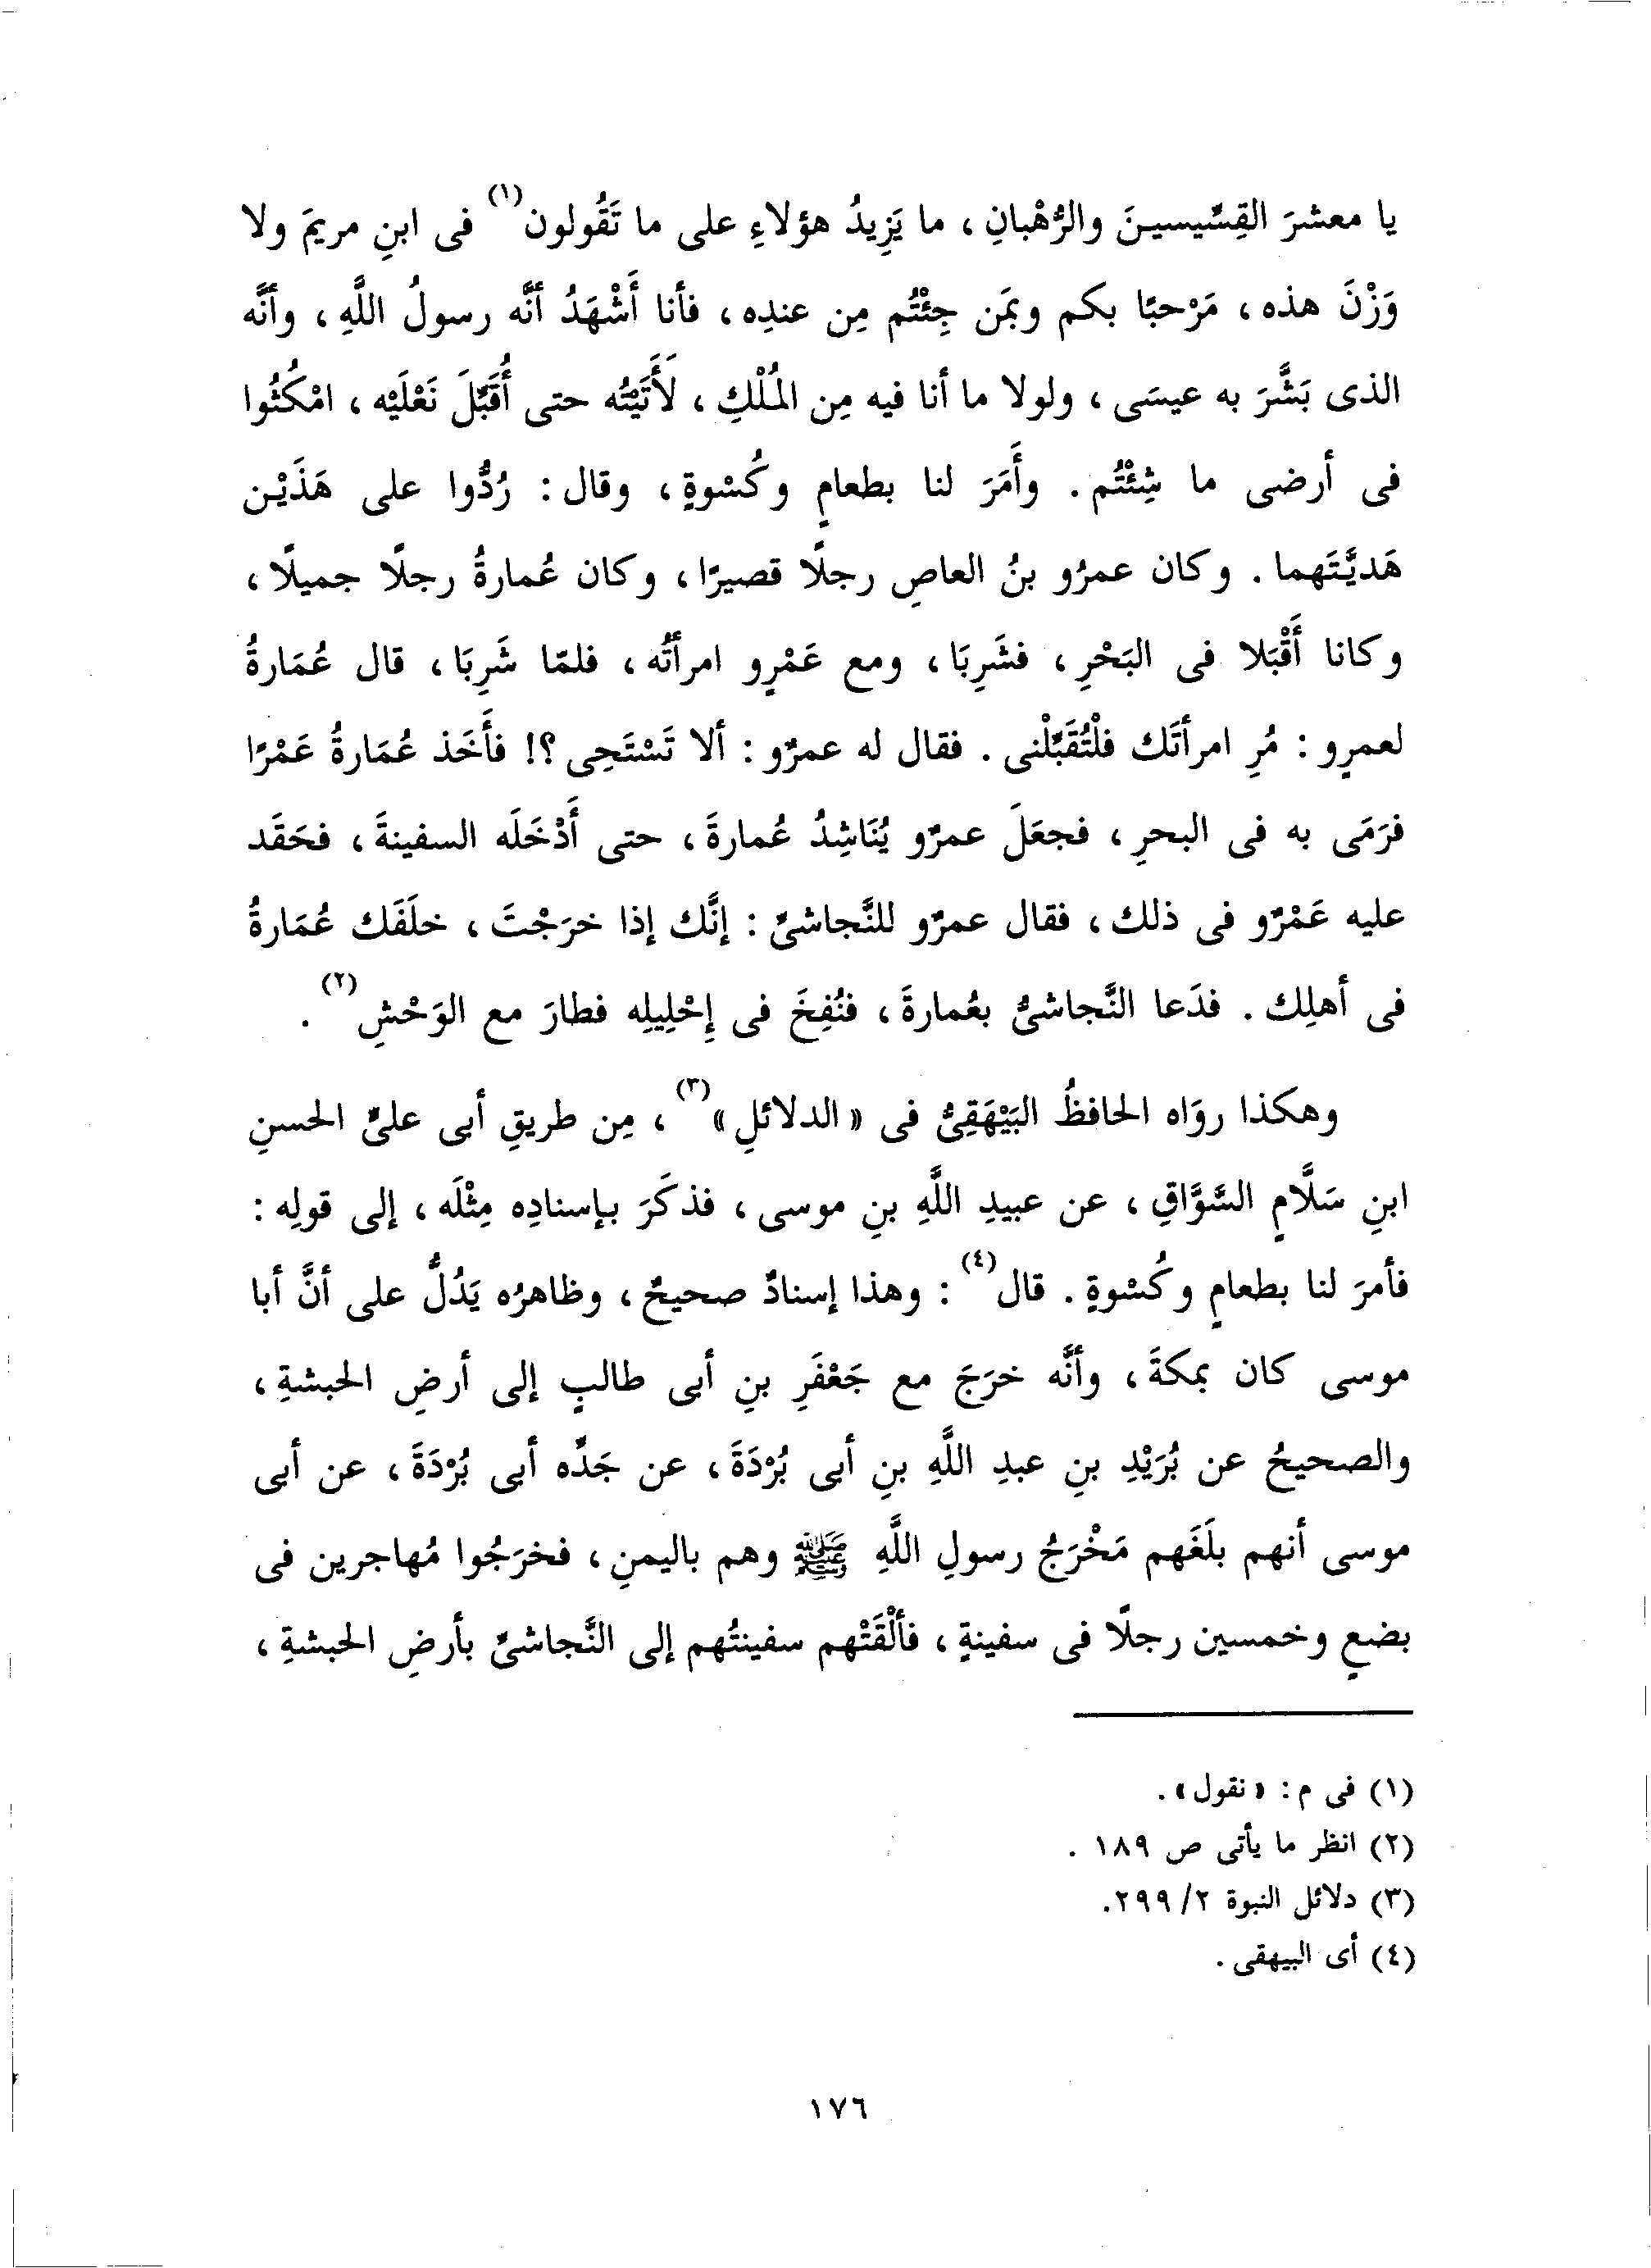 يا معشرَ القِسِّيسينَ والرُّهْبانِ ، ما يَزِيدُ هؤلاءِ على ما تَقُولون(١) فى ابنِ مريمَ ولا
وَزْنَ هذه ، مَرْحبًا بكم وبمَن جِئْتُم مِن عندِه ، فأنا أَشْهَدُ أنَّه رسولُ اللَّهِ ، وأنَّه
الذى بَشَّرَ به عيسَى ، ولولا ما أنا فيه مِن المُلْكِ ، لَأَتَيْتُه حتى أُقَبِّلَ نَعْلَيْه ، امْكُثُوا
فى أرضى ما شِئْتُم . وأَمَرَ لنا بطعامٍ وكُسْوةٍ ، وقال : رُدُّوا على هَذَيْن
هَديَّتَهما . وكان عمرُو بنُ العاصِ رجلًا قصيرًا ، وكان عُمارةُ رجلًا جميلًا ،
وكانا أَقْبَلا فى البَحْرِ ، فشَرِبَا ، ومع عَمْرٍو امرأتُه ، فلمّا شَرِبَا ، قال عُمَارةُ
لعمرٍو : مُرِ امرأتَك فلْتُقَبِّلْنى . فقال له عمرٌو : ألا تَسْتَحِى ؟! فأَخَذ عُمَارةُ عَمْرًا
فرَمَى به فى البحرِ ، فجعَلَ عمرٌو يُنَاشِدُ عُمارةَ ، حتى أَدْخَلَه السفينةَ ، فحَقَد
عليه عَمْرٌو فى ذلك ، فقال عمرٌو للنَّجاشىِّ : إنَّك إذا خرَجْتَ ، خلَفَك عُمَارةُ
فى أهلِك . فدَعا النَّجاشىُّ بعُمارةَ ، فنُفِخَ فى إحْلِيلِه فطارَ مع الوَحْشِ(٢) .
وهكذا روَاه الحافظُ البَيْهَقِىُّ فى « الدلائلِ »(٣) ، مِن طريقِ أبى علىٍّ الحسنِ
ابنِ سَلَّامٍ السَّوَّاقِ ، عن عبيدِ اللَّهِ بنِ موسى ، فذكَرَ بإسنادِه مِثْلَه ، إلى قولِه :
فأمرَ لنا بطعامٍ وكُسْوةٍ . قال(٤) : وهذا إسنادٌ صحيحٌ ، وظاهرُه يَدُلُّ على أنَّ أبا
موسى كان بمكةَ ، وأنَّه خرَجَ مع جَعْفَرِ بنِ أبى طالبٍ إلى أرضِ الحبشةِ ،
والصحيحُ عن بُرَيْدِ بنِ عبدِ اللَّهِ بنِ أبى بُرْدَةَ ، عن جَدِّه أبى بُرْدَةَ ، عن أبى
موسى أنهم بلَغَهم مَخْرَجُ رسولِ اللَّهِ ﷺ وهم باليمنِ ، فخرَجُوا مُهاجرين فى
بضعٍ وخمسين رجلًا فى سفينةٍ ، فألْقَتْهم سفينتُهم إلى النَّجاشىِّ بأرضِ الحبشةِ ،
(١) فى م : « نقول » .
(٢) انظر ما يأتى ص ١٨٩ .
(٣) دلائل النبوة ٢/ ٢٩٩.
(٤) أى البيهقى .
١٧٦